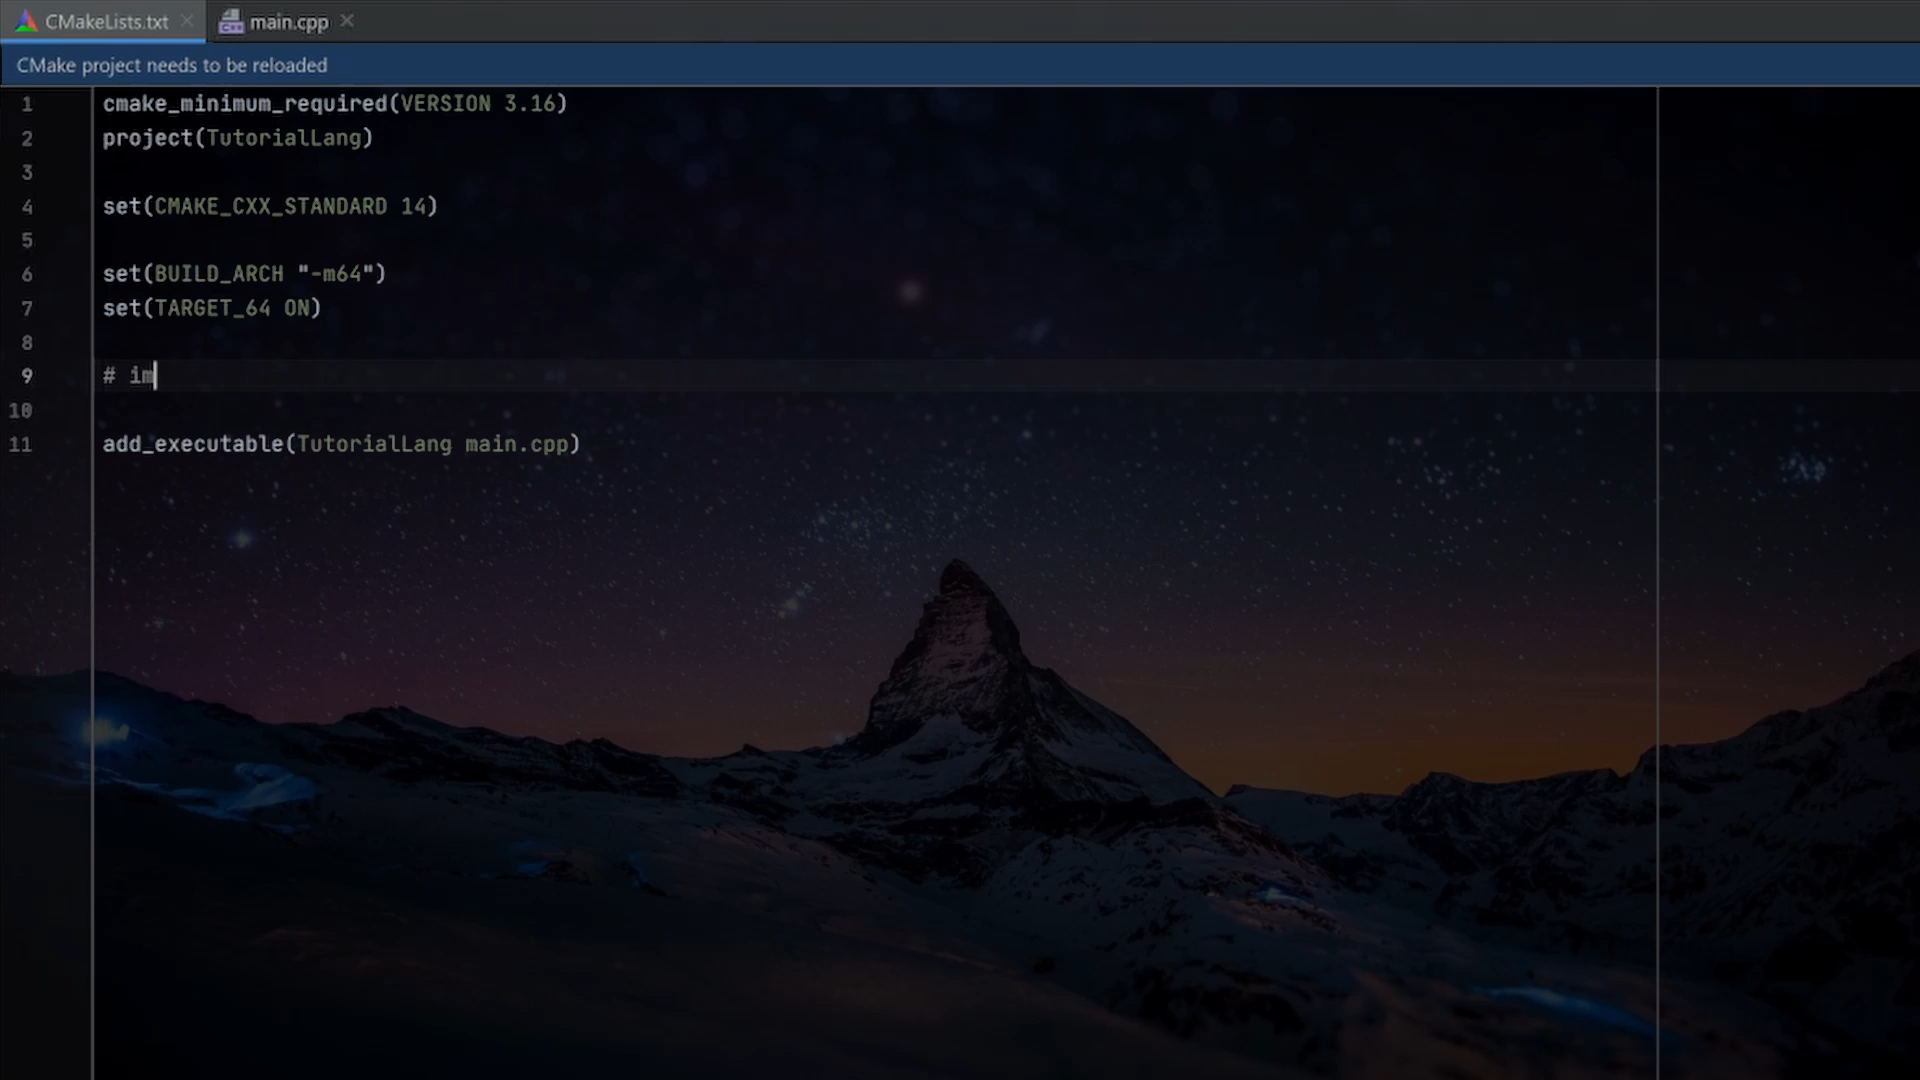 CMakeLists.txt main.cpp
CMake project needs to be reloaded
1 cmake_minimum_required(VERSION 3.16)
2 project(TutorialLang)
3
4 set(CMAKE_CXX_STANDARD 14)
5
6 set(BUILD_ARCH "-m64")
7 set(TARGET_64 ON)
8
9 # im
10
11 add_executable(TutorialLang main.cpp)